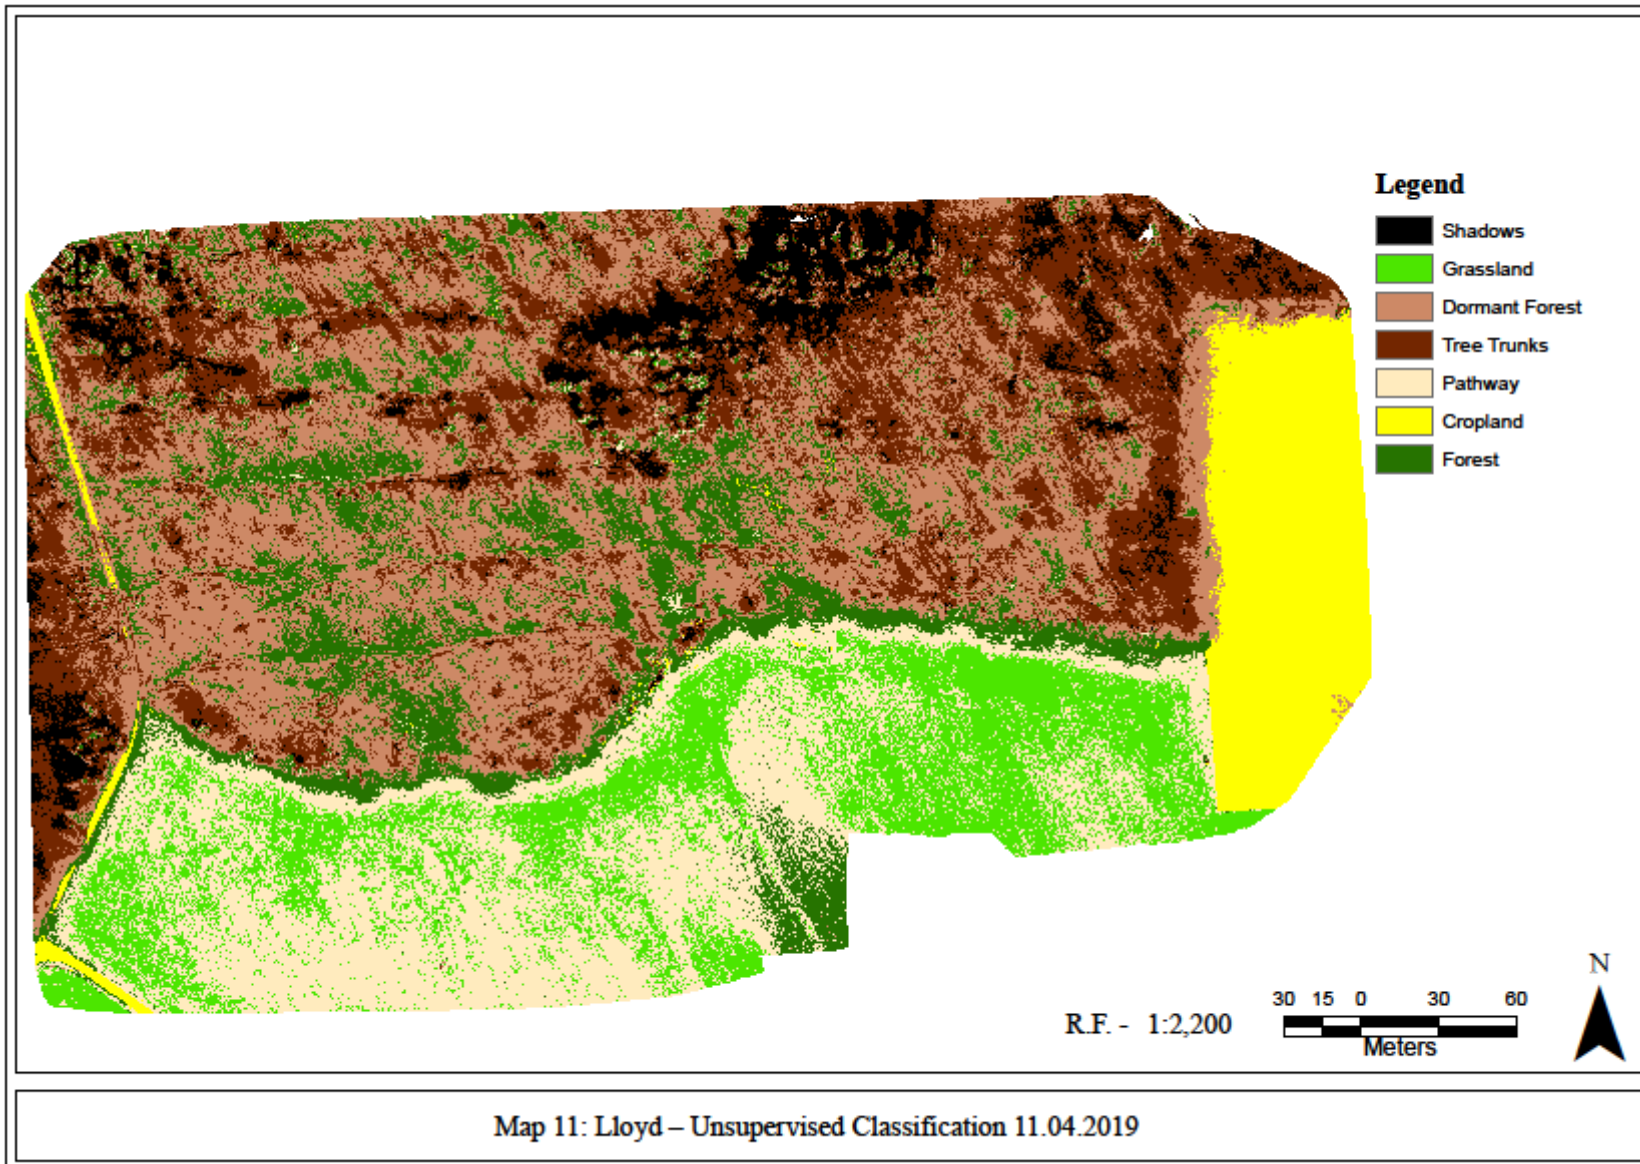 Legend
Shadows
Grassland
Dormant Forest
Tree Trunks
Pathway
Cropland
Forest
N
30 15 0 30 60
R.F. - 1:2,200
Meters
Map 11: Lloyd – Unsupervised Classification 11.04.2019